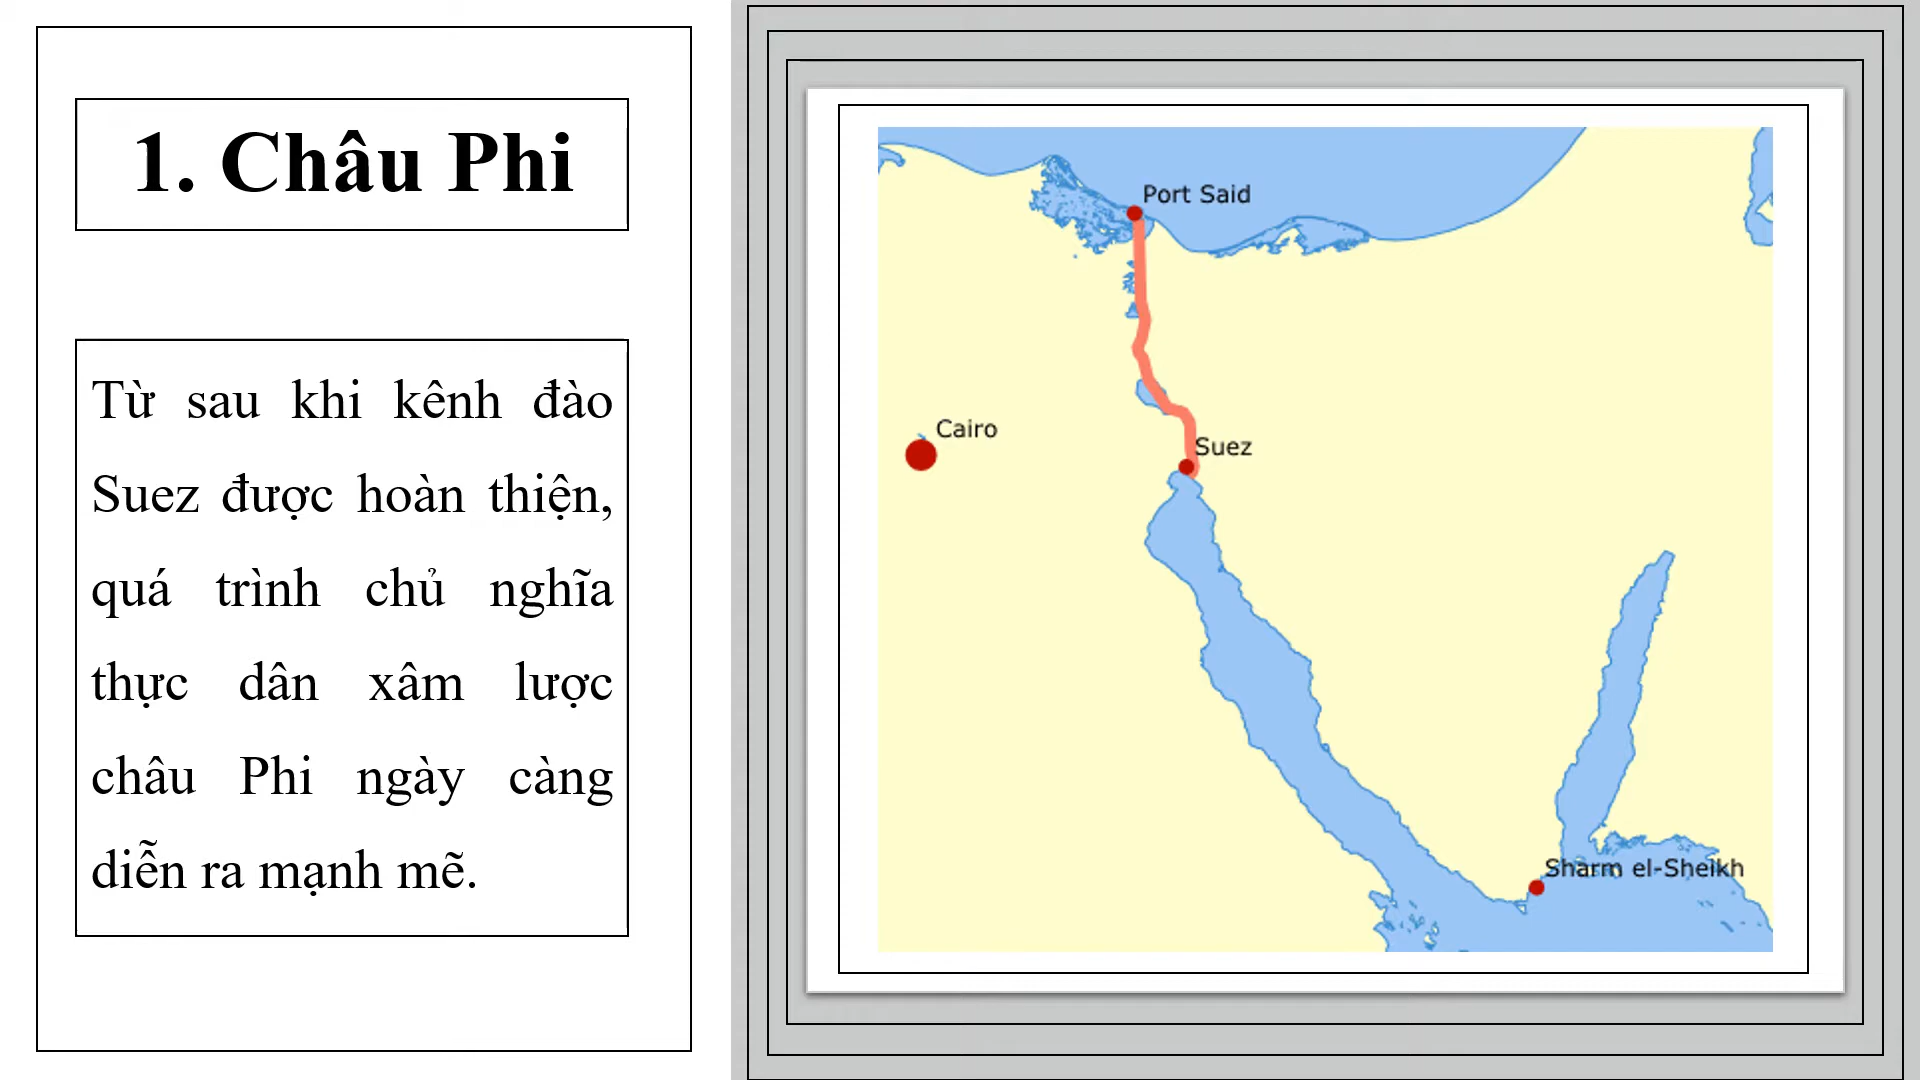 1. Châu Phi
Từ sau khi kênh đào
Suez được hoàn thiện,
quá trình chủ nghĩa
thực dân xâm lược
châu Phi ngày càng
diễn ra mạnh mẽ.
Port Said
Cairo
Suez
Sharm el-Sheikh